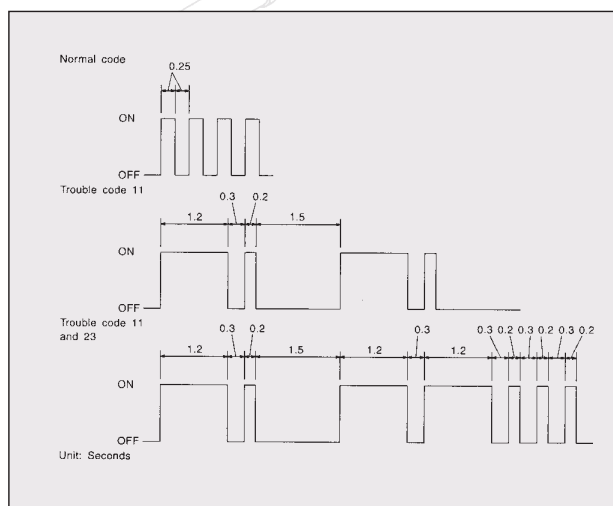 Normal code
0.25
ON
OFF
Trouble code 11
0.3 0.2
1.2 1.5
ON
OFF
Trouble code 11
and 23
0.3 0.2 0.3 0.3 0.2 0.3 0.2 0.3 0.2
1.2 1.5 1.2 1.2
ON
OFF
Unit: Seconds